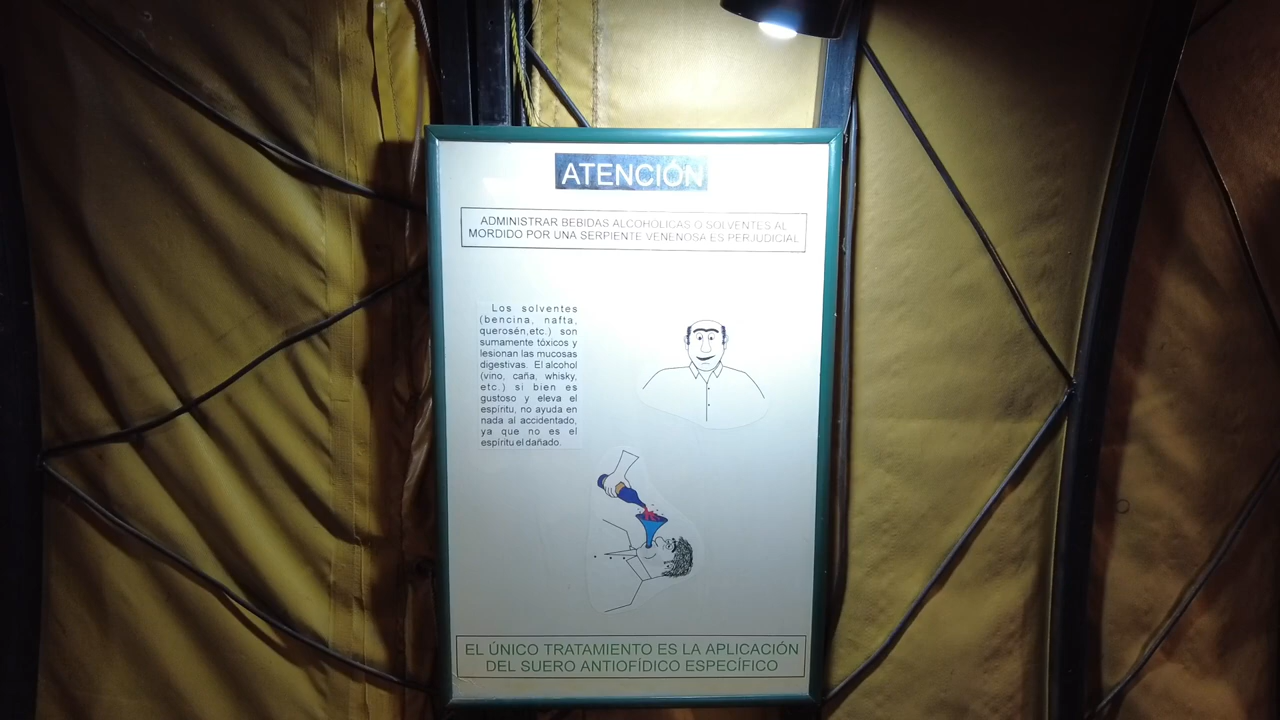 ATENCIÓN
ADMINISTRAR BEBIDAS ALCOHÓLICAS O SOLVENTES AL
MORDIDO POR UNA SERPIENTE VENENOSA ES PERJUDICIAL
Los solventes
(bencina, nafta,
querosén,etc.) son
sumamente tóxicos y
lesionan las mucosas
digestivas. El alcohol
(vino, caña, whisky,
etc.) si bien es
gustoso y eleva el
espíritu, no ayuda en
nada al accidentado,
ya que no es el
espíritu el dañado.
EL ÚNICO TRATAMIENTO ES LA APLICACIÓN
DEL SUERO ANTIOFÍDICO ESPECÍFICO